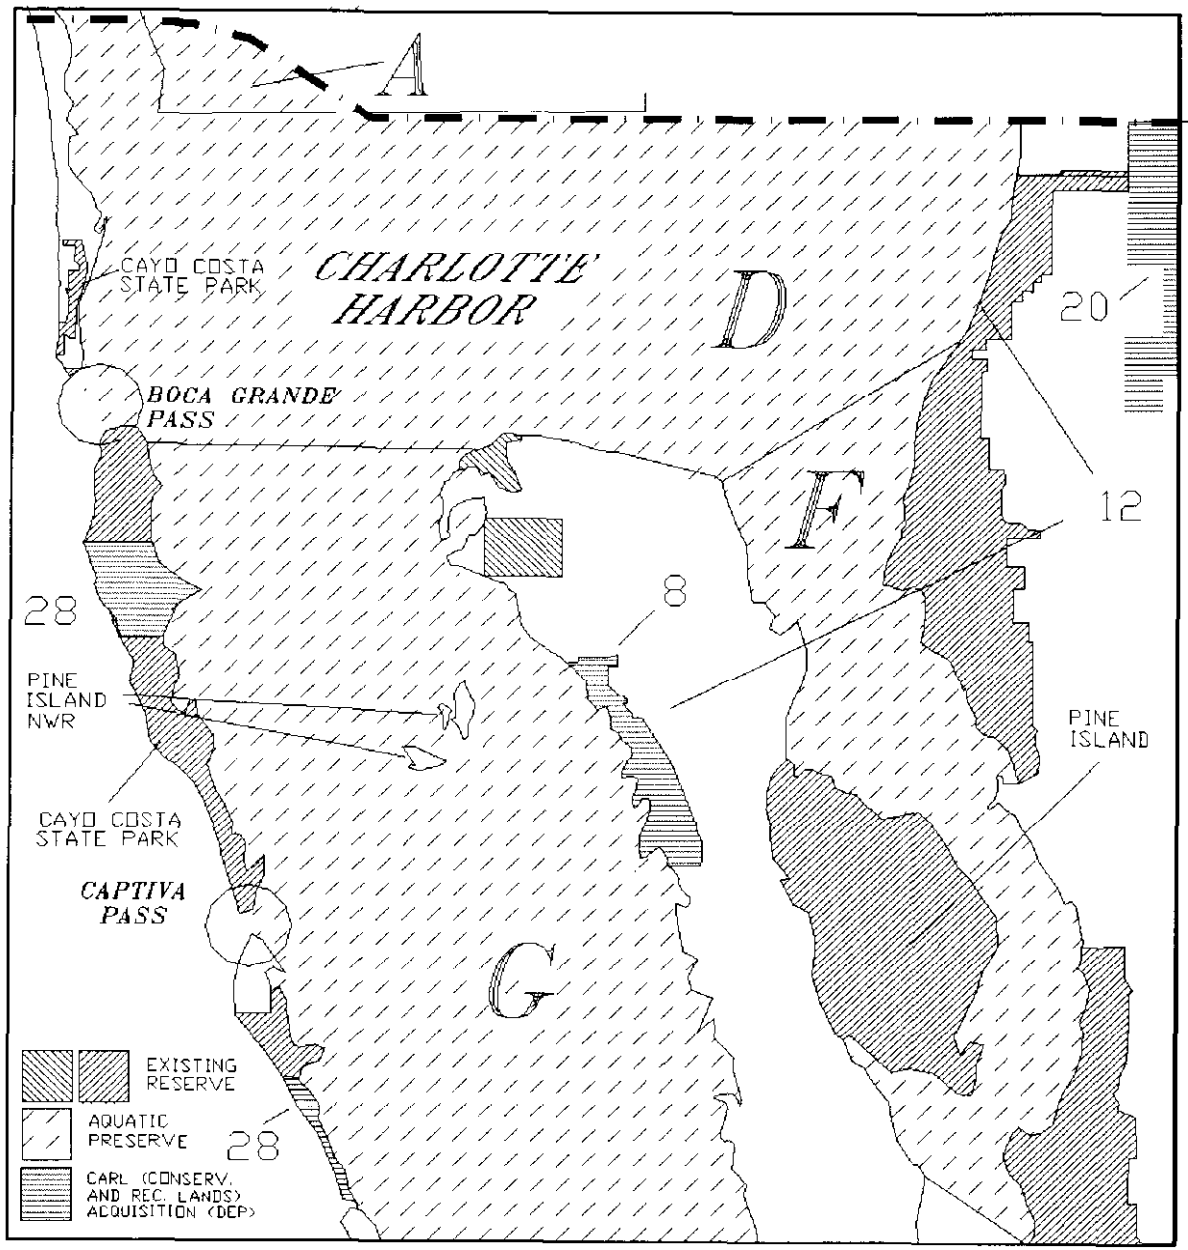 A
CAYO COSTA
STATE PARK
CHARLOTTE
HARBOR
D
20
BOCA GRANDE
PASS
F
12
8
28
PINE
ISLAND
NWR
PINE
ISLAND
CAYO COSTA
STATE PARK
CAPTIVA
PASS
G
EXISTING
RESERVE
AQUATIC
PRESERVE
28
CARL (CONSERV.
AND REC. LANDS)
ACQUISITION (DEP)